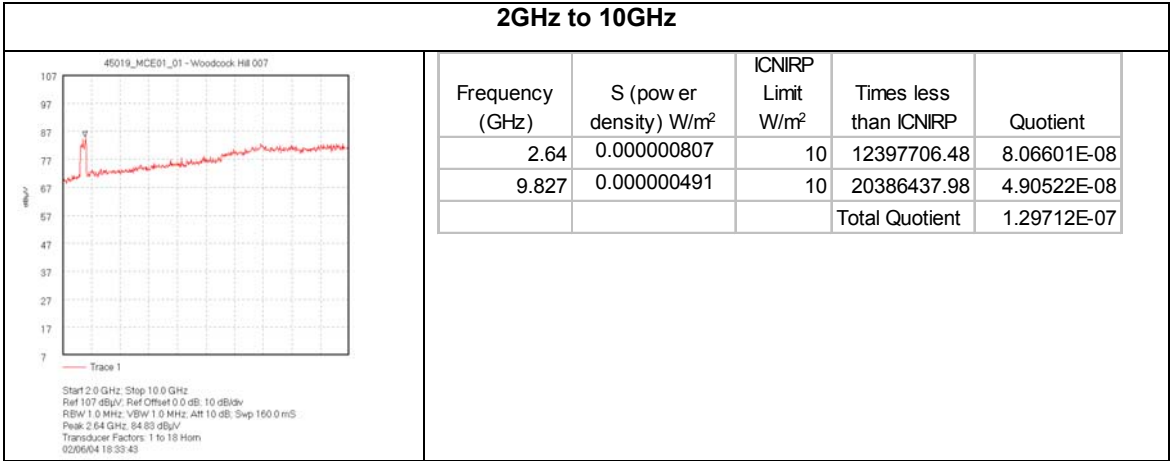 2GHz to 10GHz
45019_MCE01_01 - Woodcock Hill 007
107
97
87
77
67
57
47
37
27
17
7
dBµV
Trace 1
Start 2.0 GHz; Stop 10.0 GHz
Ref 107 dBµV; Ref Offset 0.0 dB; 10 dB/div
RBW 1.0 MHz; VBW 1.0 MHz; Att 10 dB; Swp 160.0 mS
Peak 2.64 GHz, 84.83 dBµV
Transducer Factors: 1 to 18 Horn
02/06/04 18:33:43
Frequency (GHz) S (pow er density) W/m² ICNIRP Limit W/m² Times less than ICNIRP Quotient
2.64 0.000000807 10 12397706.48 8.06601E-08
9.827 0.000000491 10 20386437.98 4.90522E-08
Total Quotient 1.29712E-07